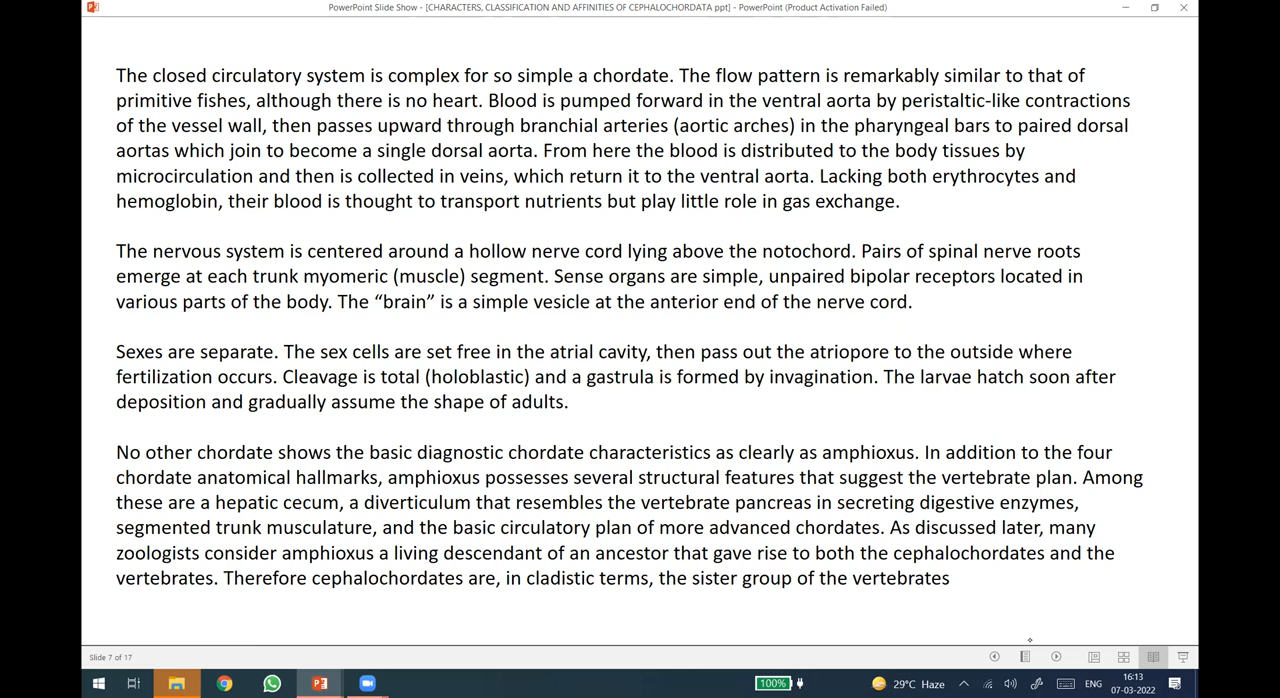 PowerPoint Slide Show - [CHARACTERS, CLASSIFICATION AND AFFINITIES OF CEPHALOCHORDATA ppt] - PowerPoint (Product Activation Failed)
The closed circulatory system is complex for so simple a chordate. The flow pattern is remarkably similar to that of
primitive fishes, although there is no heart. Blood is pumped forward in the ventral aorta by peristaltic-like contractions
of the vessel wall, then passes upward through branchial arteries (aortic arches) in the pharyngeal bars to paired dorsal
aortas which join to become a single dorsal aorta. From here the blood is distributed to the body tissues by
microcirculation and then is collected in veins, which return it to the ventral aorta. Lacking both erythrocytes and
hemoglobin, their blood is thought to transport nutrients but play little role in gas exchange.
The nervous system is centered around a hollow nerve cord lying above the notochord. Pairs of spinal nerve roots
emerge at each trunk myomeric (muscle) segment. Sense organs are simple, unpaired bipolar receptors located in
various parts of the body. The “brain” is a simple vesicle at the anterior end of the nerve cord.
Sexes are separate. The sex cells are set free in the atrial cavity, then pass out the atriopore to the outside where
fertilization occurs. Cleavage is total (holoblastic) and a gastrula is formed by invagination. The larvae hatch soon after
deposition and gradually assume the shape of adults.
No other chordate shows the basic diagnostic chordate characteristics as clearly as amphioxus. In addition to the four
chordate anatomical hallmarks, amphioxus possesses several structural features that suggest the vertebrate plan. Among
these are a hepatic cecum, a diverticulum that resembles the vertebrate pancreas in secreting digestive enzymes,
segmented trunk musculature, and the basic circulatory plan of more advanced chordates. As discussed later, many
zoologists consider amphioxus a living descendant of an ancestor that gave rise to both the cephalochordates and the
vertebrates. Therefore cephalochordates are, in cladistic terms, the sister group of the vertebrates
Slide 7 of 17
100%
29°C Haze
ENG
16:13
07-03-2022